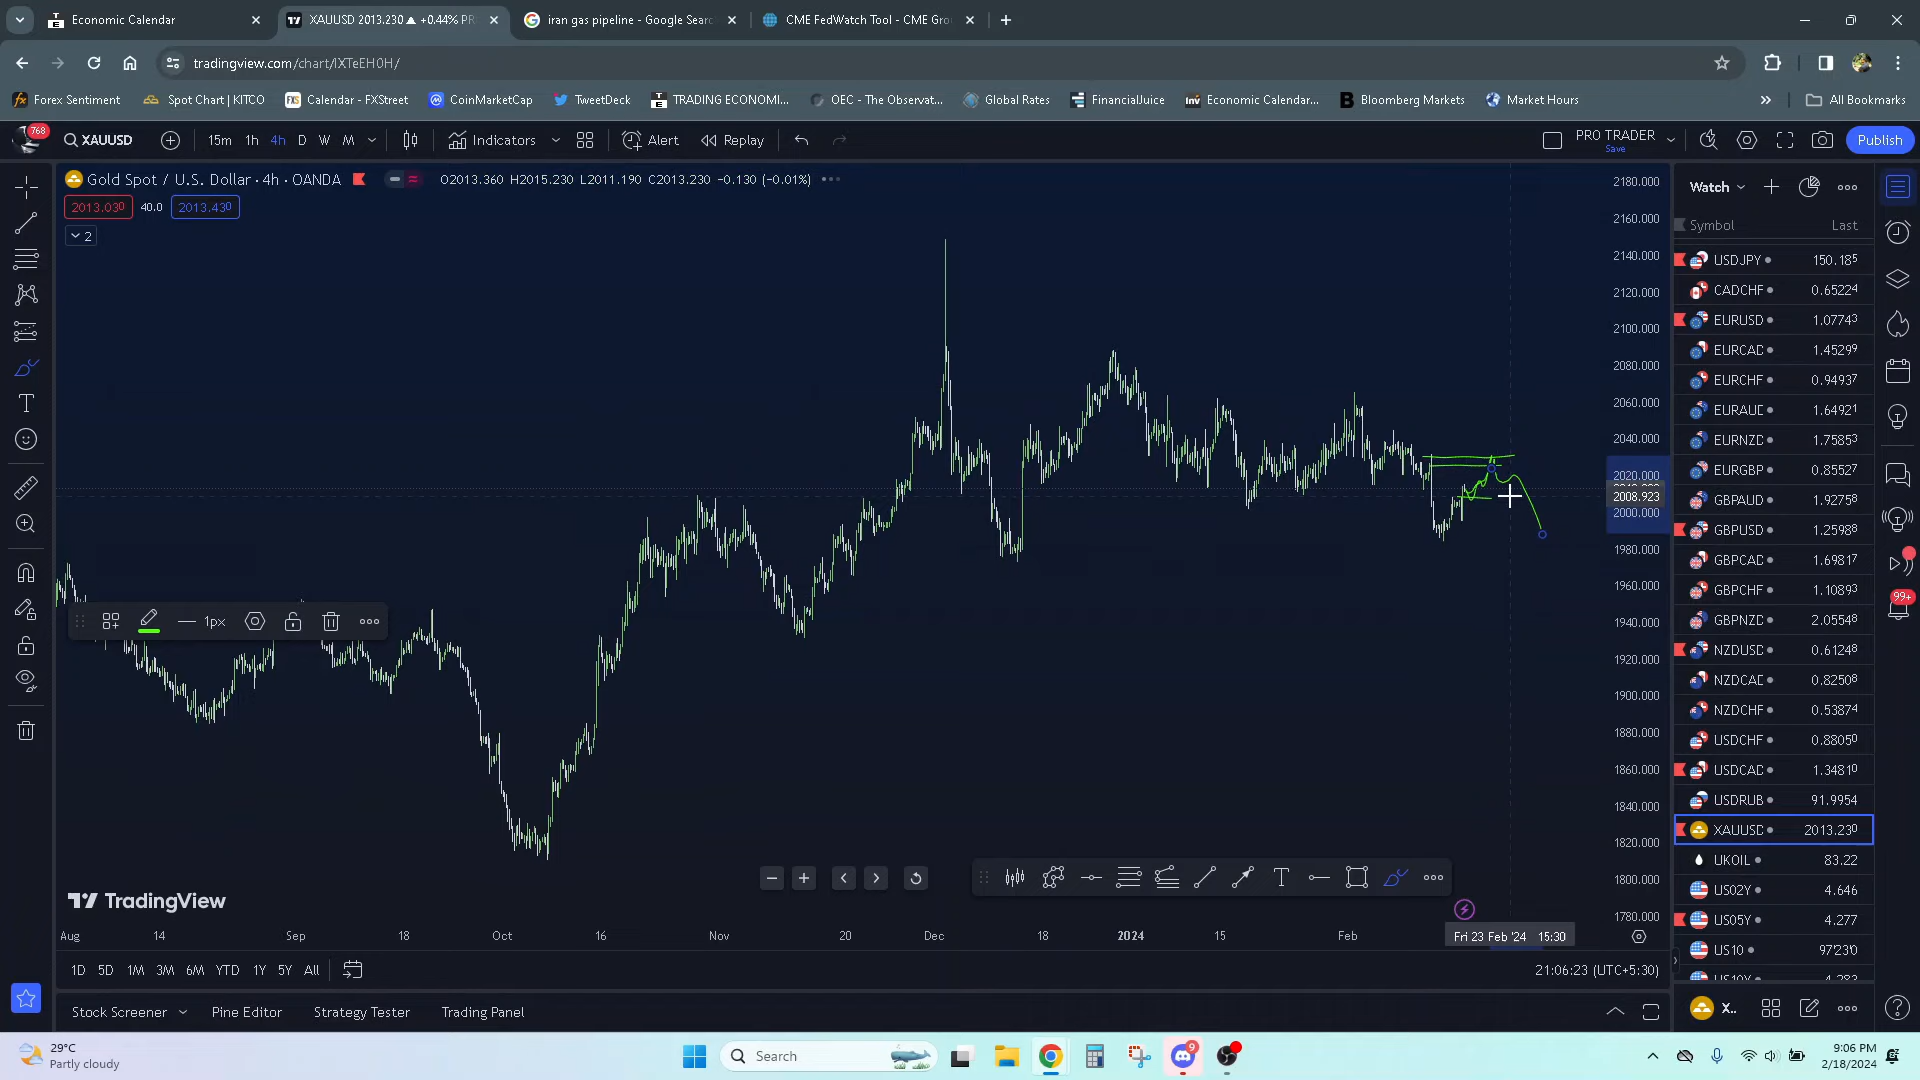 Economic Calendar
XAUUSD 2013.230 ▲ +0.44% PR
iran gas pipeline - Google Searc
CME FedWatch Tool - CME Gro
tradingview.com/chart/lXTeEH0H/
Forex Sentiment
Spot Chart | KITCO
Calendar - FXStreet
CoinMarketCap
TweetDeck
TRADING ECONOMI...
OEC - The Observat...
Global Rates
FinancialJuice
Economic Calendar...
Bloomberg Markets
Market Hours
All Bookmarks
768
XAUUSD
15m 1h 4h D W M
Indicators
Alert
Replay
PRO TRADER
Save
Publish
Gold Spot / U.S. Dollar · 4h · OANDA
O2013.360 H2015.230 L2011.190 C2013.230 −0.130 (−0.01%)
2013.030 40.0 2013.430
2
2180.000
2160.000
2140.000
2120.000
2100.000
2080.000
2060.000
2040.000
2020.000
2008.923
2000.000
1980.000
1960.000
1940.000
1920.000
1900.000
1880.000
1860.000
1840.000
1820.000
1800.000
1780.000
1px
TradingView
Aug 14 Sep 18 Oct 16 Nov 20 Dec 18 2024 15 Feb
Fri 23 Feb '24 15:30
1D 5D 1M 3M 6M YTD 1Y 5Y All
21:06:23 (UTC+5:30)
Stock Screener
Pine Editor
Strategy Tester
Trading Panel
Watch
Symbol Last
USDJPY 150.185
CADCHF 0.65224
EURUSD 1.07743
EURCAD 1.45299
EURCHF 0.94937
EURAUD 1.64921
EURNZD 1.75853
EURGBP 0.85527
GBPAUD 1.92758
GBPUSD 1.25988
GBPCAD 1.69817
GBPCHF 1.10893
GBPNZD 2.05548
NZDUSD 0.61248
NZDCAD 0.82508
NZDCHF 0.53874
USDCHF 0.88050
USDCAD 1.34810
USDRUB 91.9954
XAUUSD 2013.230
UKOIL 83.22
US02Y 4.646
US05Y 4.277
US10 97'23'0
US10Y 4.283
X..
99+
29°C
Partly cloudy
Search
9
9:06 PM
2/18/2024